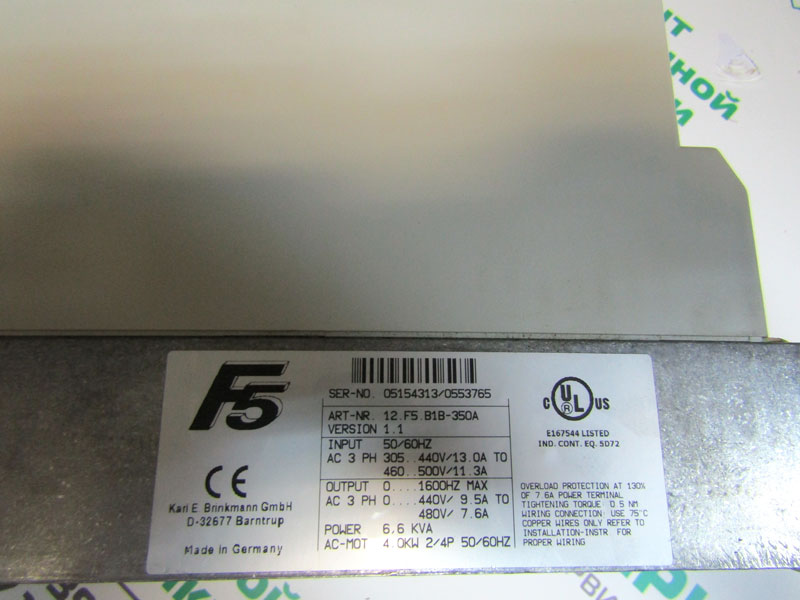 нт
нной
ки
F5
SER-NO. 05154313/0553765
ART-NR. 12.F5.B1B-350A
VERSION 1.1
INPUT 50/60HZ
AC 3 PH 305..440V/13.0A TO
460..500V/11.3A
OUTPUT 0....1600HZ MAX
AC 3 PH 0....440V/ 9.5A TO
480V/ 7.6A
POWER 6,6 KVA
AC-MOT 4.0KW 2/4P 50/60HZ
CE
Karl E. Brinkmann GmbH
D-32677 Barntrup
Made in Germany
C UL US
R
E167544 LISTED
IND. CONT. EQ. 5D72
OVERLOAD PROTECTION AT 130%
OF 7.6A POWER TERMINAL
TIGHTENING TORQUE: 0.5 NM
WIRING CONNECTION: USE 75°C
COPPER WIRES ONLY REFER TO
INSTALLATION-INSTR. FOR
PROPER WIRING